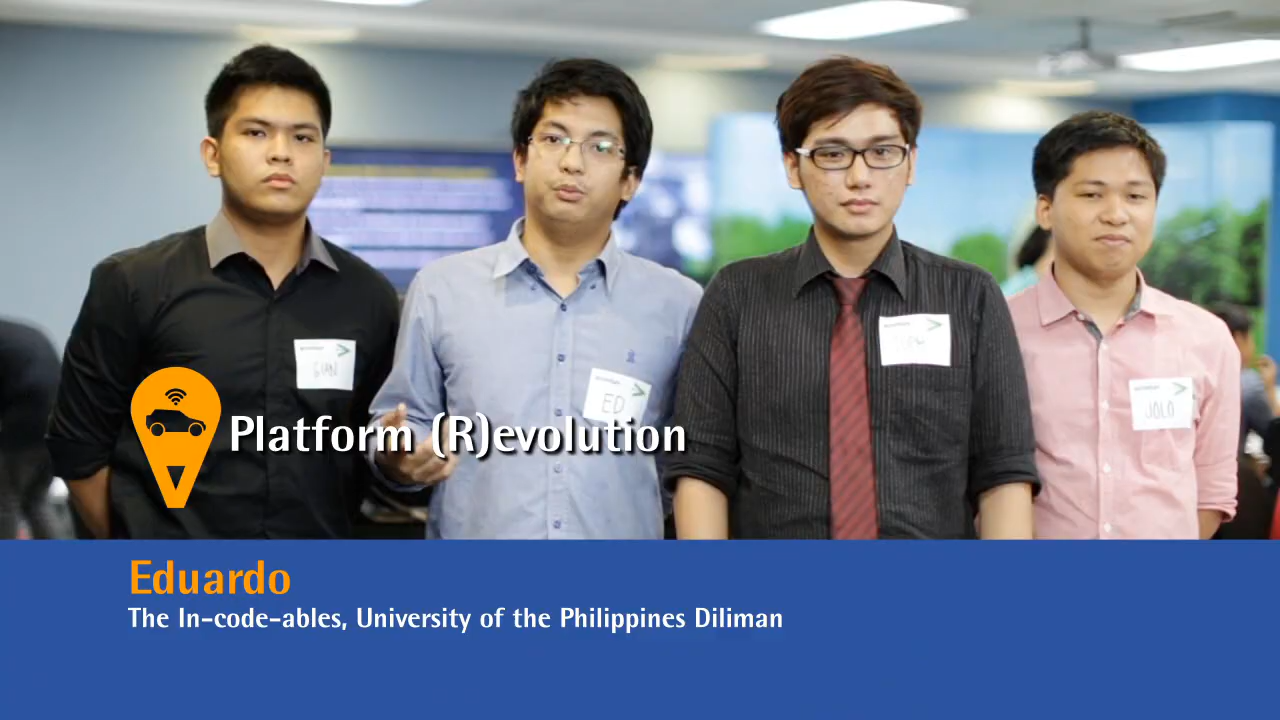 GIAN
ED
JOLO
Platform (R)evolution
Eduardo
The In-code-ables, University of the Philippines Diliman